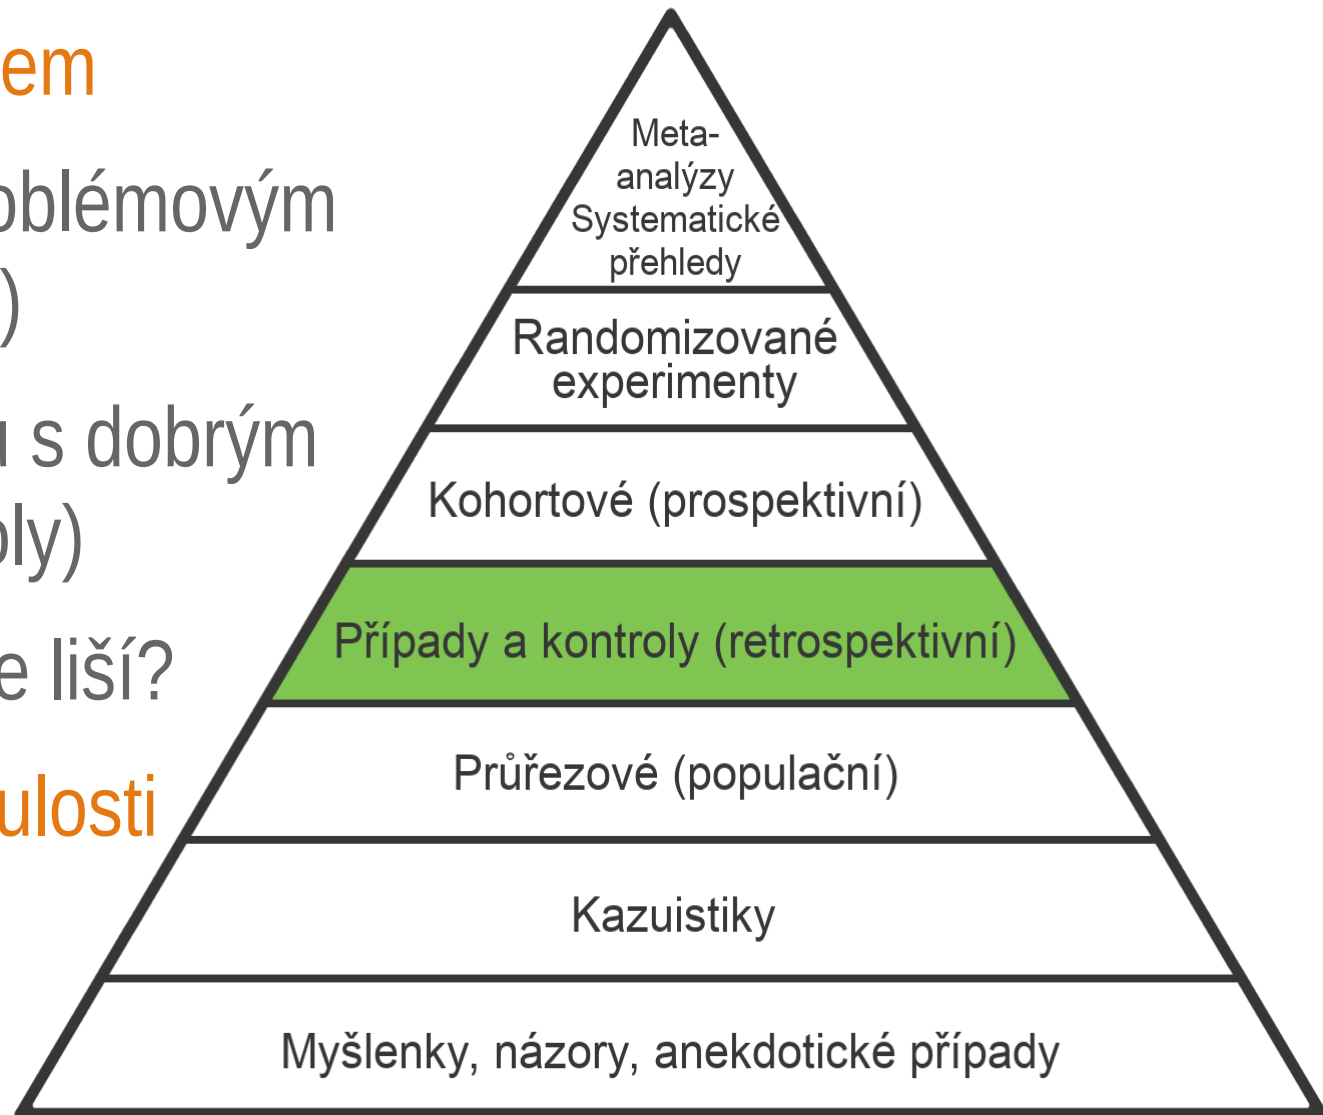 em
oblémovým
)
u s dobrým
oly)
e liší?
ulosti
Meta-
analýzy
Systematické
přehledy
Randomizované
experimenty
Kohortové (prospektivní)
Případy a kontroly (retrospektivní)
Průřezové (populační)
Kazuistiky
Myšlenky, názory, anekdotické případy